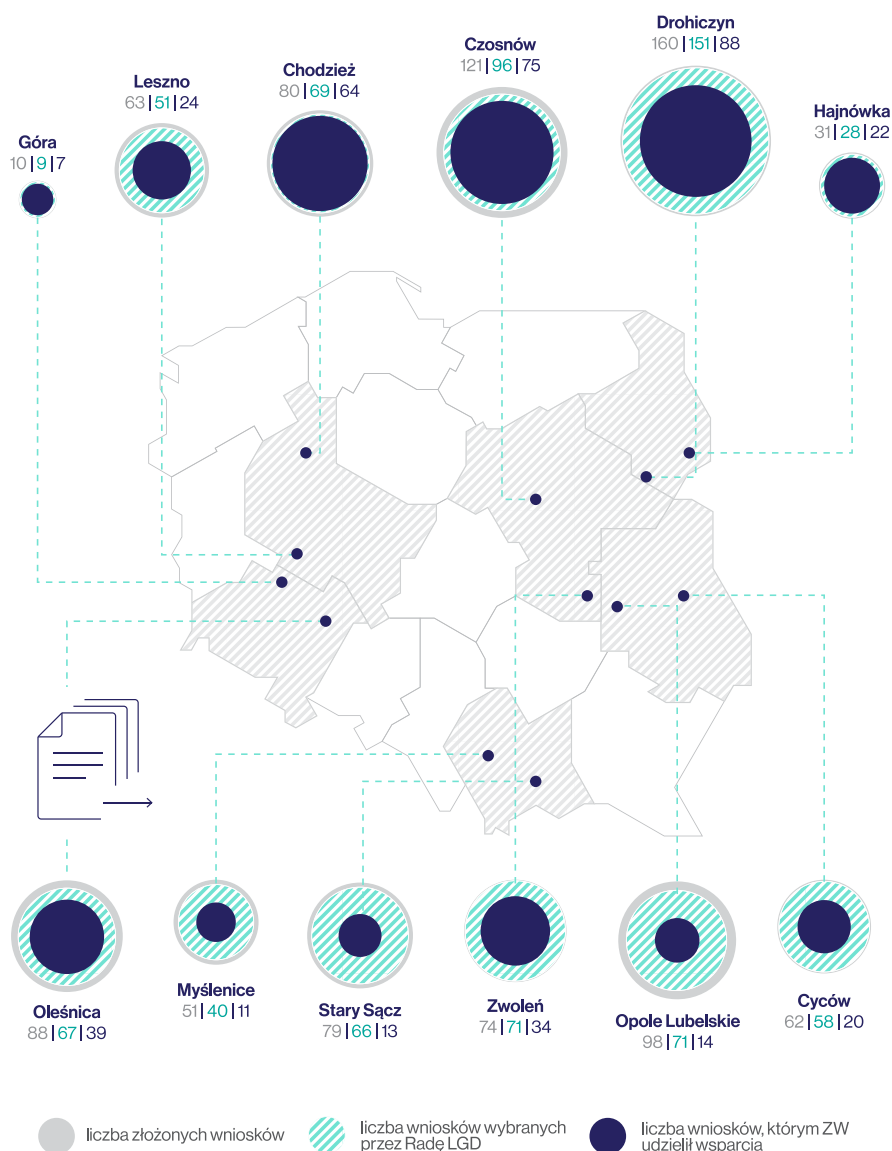 Drohiczyn
160|151|88
Czosnów
121|96|75
Chodzież
80|69|64
Leszno
63|51|24
Hajnówka
31|28|22
Góra
10|9|7
Oleśnica
88|67|39
Myślenice
51|40|11
Stary Sącz
79|66|13
Zwoleń
74|71|34
Opole Lubelskie
98|71|14
Cyców
62|58|20
liczba złożonych wniosków
liczba wniosków wybranych
przez Radę LGD
liczba wniosków, którym ZW
udzielił wsparcia